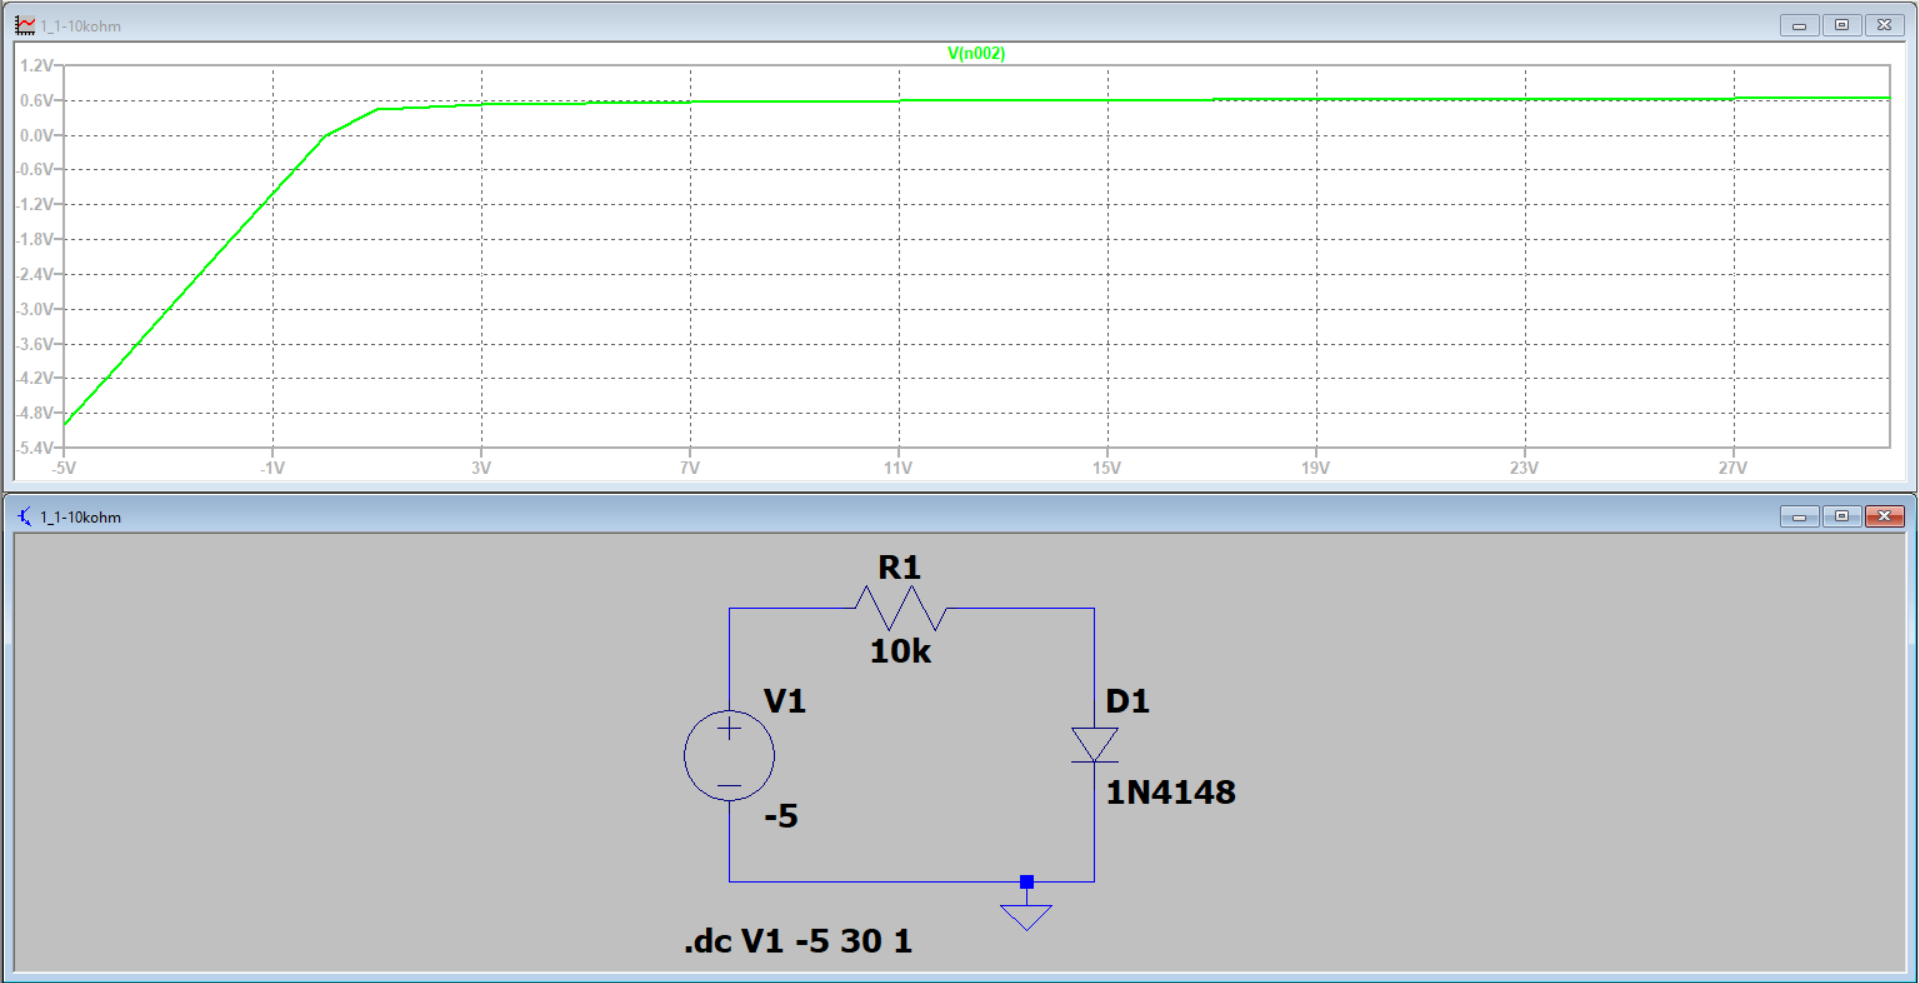 1_1-10kohm
V(n002)
1.2V
0.6V
0.0V
-0.6V
-1.2V
-1.8V
-2.4V
-3.0V
-3.6V
-4.2V
-4.8V
-5.4V
-5V -1V 3V 7V 11V 15V 19V 23V 27V
1_1-10kohm
R1
10k
V1
D1
-5
1N4148
.dc V1 -5 30 1